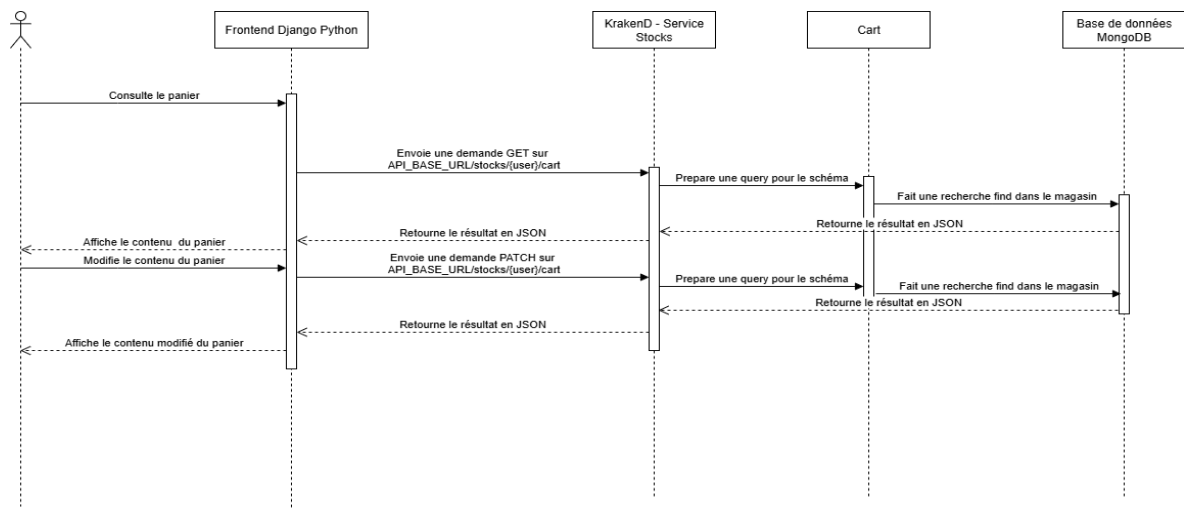 Frontend Django Python
KrakenD - Service
Stocks
Cart
Base de données
MongoDB
Consulte le panier
Envoie une demande GET sur
API_BASE_URL/stocks/{user}/cart
Prepare une query pour le schéma
Fait une recherche find dans le magasin
Retourne le résultat en JSON
Retourne le résultat en JSON
Affiche le contenu du panier
Modifie le contenu du panier
Envoie une demande PATCH sur
API_BASE_URL/stocks/{user}/cart
Prepare une query pour le schéma
Fait une recherche find dans le magasin
Retourne le résultat en JSON
Retourne le résultat en JSON
Affiche le contenu modifié du panier